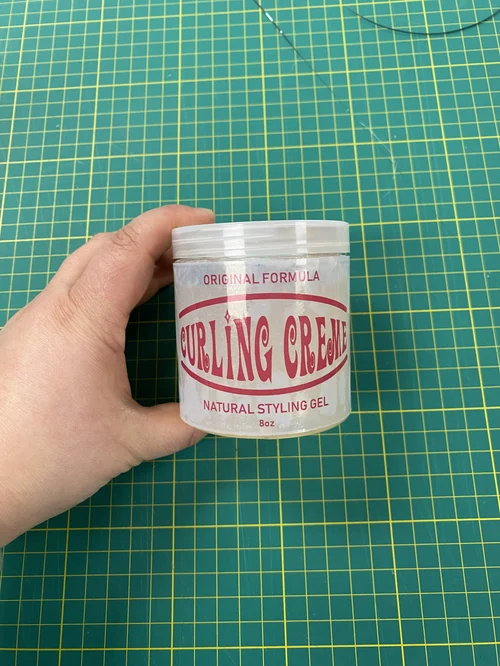 ORIGINAL FORMULA
CURLING CREME
NATURAL STYLING GEL
8oz